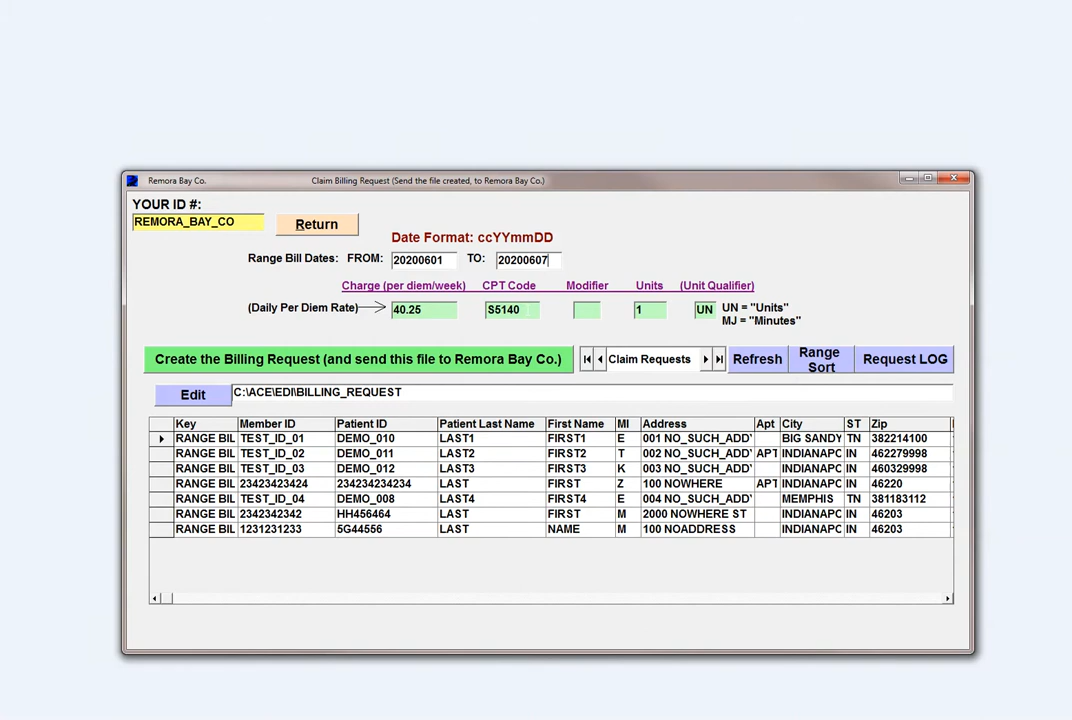 Remora Bay Co. Claim Billing Request (Send the file created, to Remora Bay Co.)
YOUR ID #:
REMORA_BAY_CO Return
Date Format: ccYYmmDD
Range Bill Dates: FROM: 20200601 TO: 20200607
Charge (per diem/week) CPT Code Modifier Units (Unit Qualifier)
(Daily Per Diem Rate) 40.25 S5140 1 UN UN = "Units"
MJ = "Minutes"
Create the Billing Request (and send this file to Remora Bay Co.) Claim Requests Refresh Range Sort Request LOG
Edit C:\ACE\EDI\BILLING_REQUEST
Key Member ID Patient ID Patient Last Name First Name MI Address Apt City ST Zip
RANGE BIL TEST_ID_01 DEMO_010 LAST1 FIRST1 E 001 NO_SUCH_ADD BIG SANDY TN 382214100
RANGE BIL TEST_ID_02 DEMO_011 LAST2 FIRST2 T 002 NO_SUCH_ADD APT INDIANAPO IN 462279998
RANGE BIL TEST_ID_03 DEMO_012 LAST3 FIRST3 K 003 NO_SUCH_ADD INDIANAPO IN 460329998
RANGE BIL 23423423424 234234234234 LAST FIRST Z 100 NOWHERE APT INDIANAPO IN 46220
RANGE BIL TEST_ID_04 DEMO_008 LAST4 FIRST4 E 004 NO_SUCH_ADD MEMPHIS TN 381183112
RANGE BIL 2342342342 HH456464 LAST FIRST M 2000 NOWHERE ST INDIANAPO IN 46203
RANGE BIL 1231231233 5G44556 LAST NAME M 100 NOADDRESS INDIANAPO IN 46203